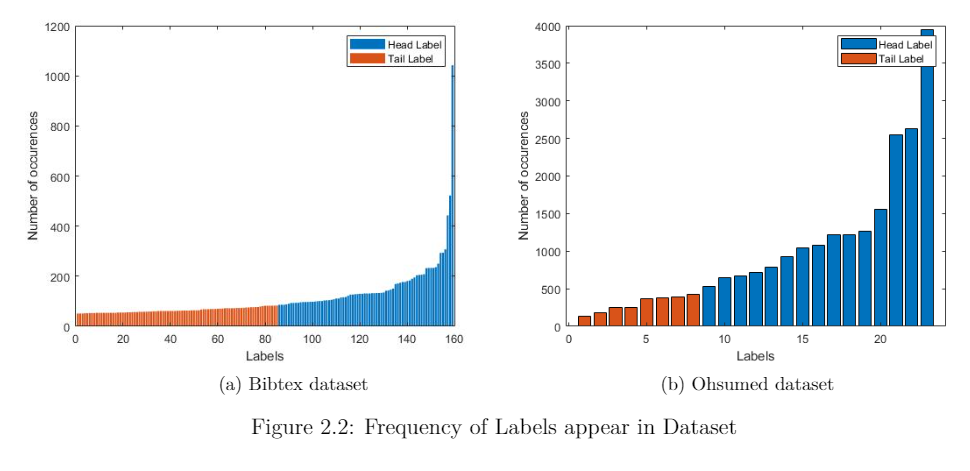 1200
1000
800
600
400
200
0
Number of occurences
0 20 40 60 80 100 120 140 160
Labels
Head Label
Tail Label
(a) Bibtex dataset
4000
3500
3000
2500
2000
1500
1000
500
0
Number of occurences
0 5 10 15 20
Labels
Head Label
Tail Label
(b) Ohsumed dataset
Figure 2.2: Frequency of Labels appear in Dataset